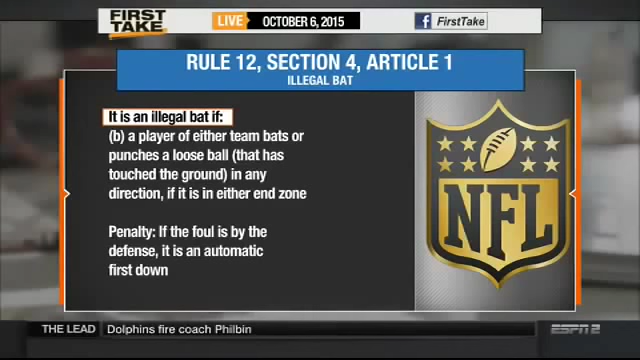 FIRST TAKE
LIVE
OCTOBER 6, 2015
f FirstTake
RULE 12, SECTION 4, ARTICLE 1
ILLEGAL BAT
It is an illegal bat if:
(b) a player of either team bats or
punches a loose ball (that has
touched the ground) in any
direction, if it is in either end zone
Penalty: If the foul is by the
defense, it is an automatic
first down
NFL
THE LEAD
Dolphins fire coach Philbin
ESPN 2